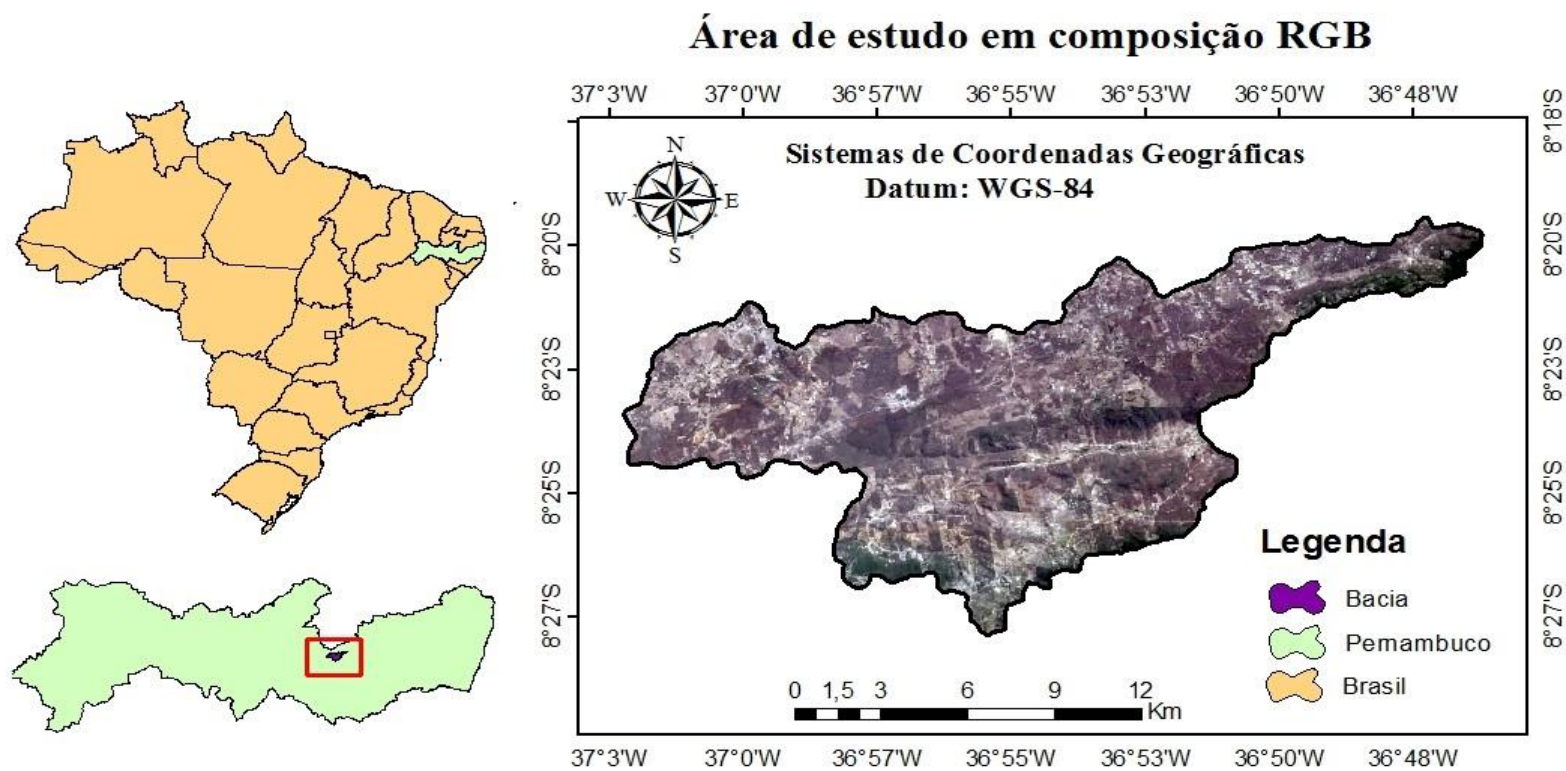 Área de estudo em composição RGB
37°3'W 37°0'W 36°57'W 36°55'W 36°53'W 36°50'W 36°48'W
Sistemas de Coordenadas Geográficas
Datum: WGS-84
N
W E
S
8°18'S
8°20'S 8°20'S
8°23'S 8°23'S
8°25'S 8°25'S
8°27'S 8°27'S
Legenda
Bacia
Pernambuco
Brasil
0 1,5 3 6 9 12
Km
37°3'W 37°0'W 36°57'W 36°55'W 36°53'W 36°50'W 36°48'W